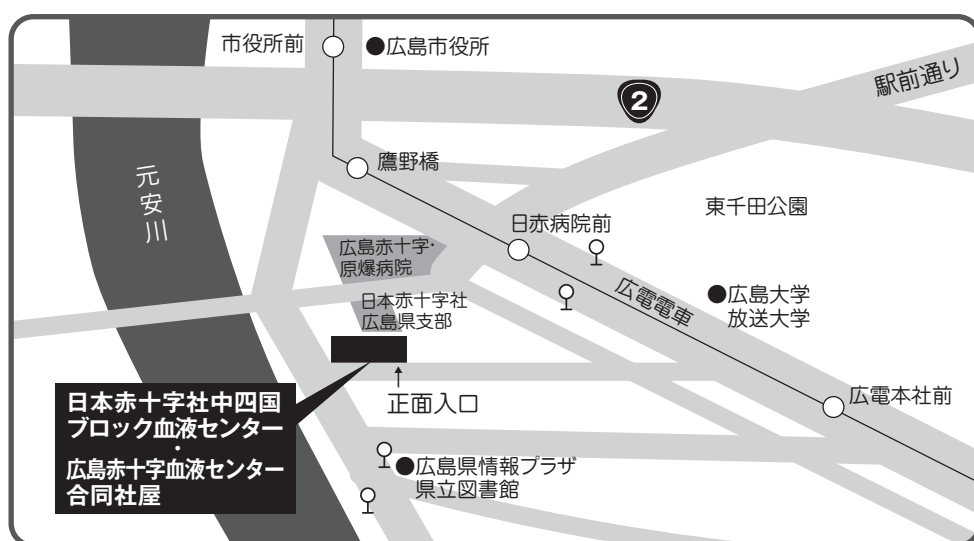 市役所前
●広島市役所
2
駅前通り
鷹野橋
元安川
東千田公園
日赤病院前
広島赤十字・
原爆病院
広電電車
●広島大学
放送大学
日本赤十字社
広島県支部
正面入口
広電本社前
日本赤十字社中四国
ブロック血液センター
・
広島赤十字血液センター
合同社屋
●広島県情報プラザ
県立図書館